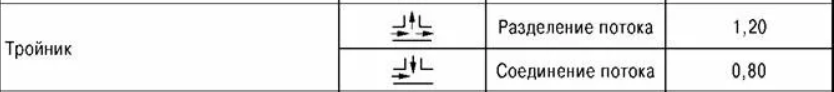 Разделение потока 1,20
Тройник
Соединение потока 0,80